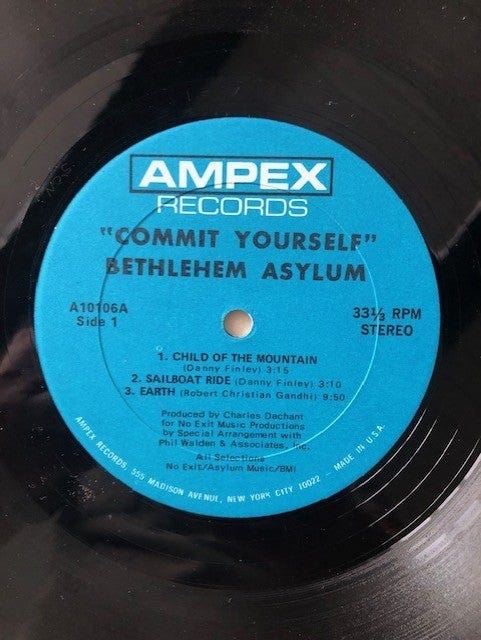 AMPEX
RECORDS
"COMMIT YOURSELF"
BETHLEHEM ASYLUM
A10106A
Side 1
33⅓ RPM
STEREO
1. CHILD OF THE MOUNTAIN
(Danny Finley) 3:15
2. SAILBOAT RIDE (Danny Finley) 3:10
3. EARTH (Robert Christian Gandhi) 9:50
Produced by Charles Dachant
for No Exit Music Productions
by Special Arrangement with
Phil Walden & Associates, Inc.
All Selections
No Exit/Asylum Music/BMI
AMPEX RECORDS, 555 MADISON AVENUE, NEW YORK CITY 10022 - MADE IN U.S.A.